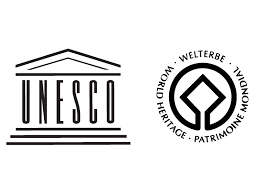 UNESCO
· WELTERBE · WORLD HERITAGE · PATRIMOINE MONDIAL